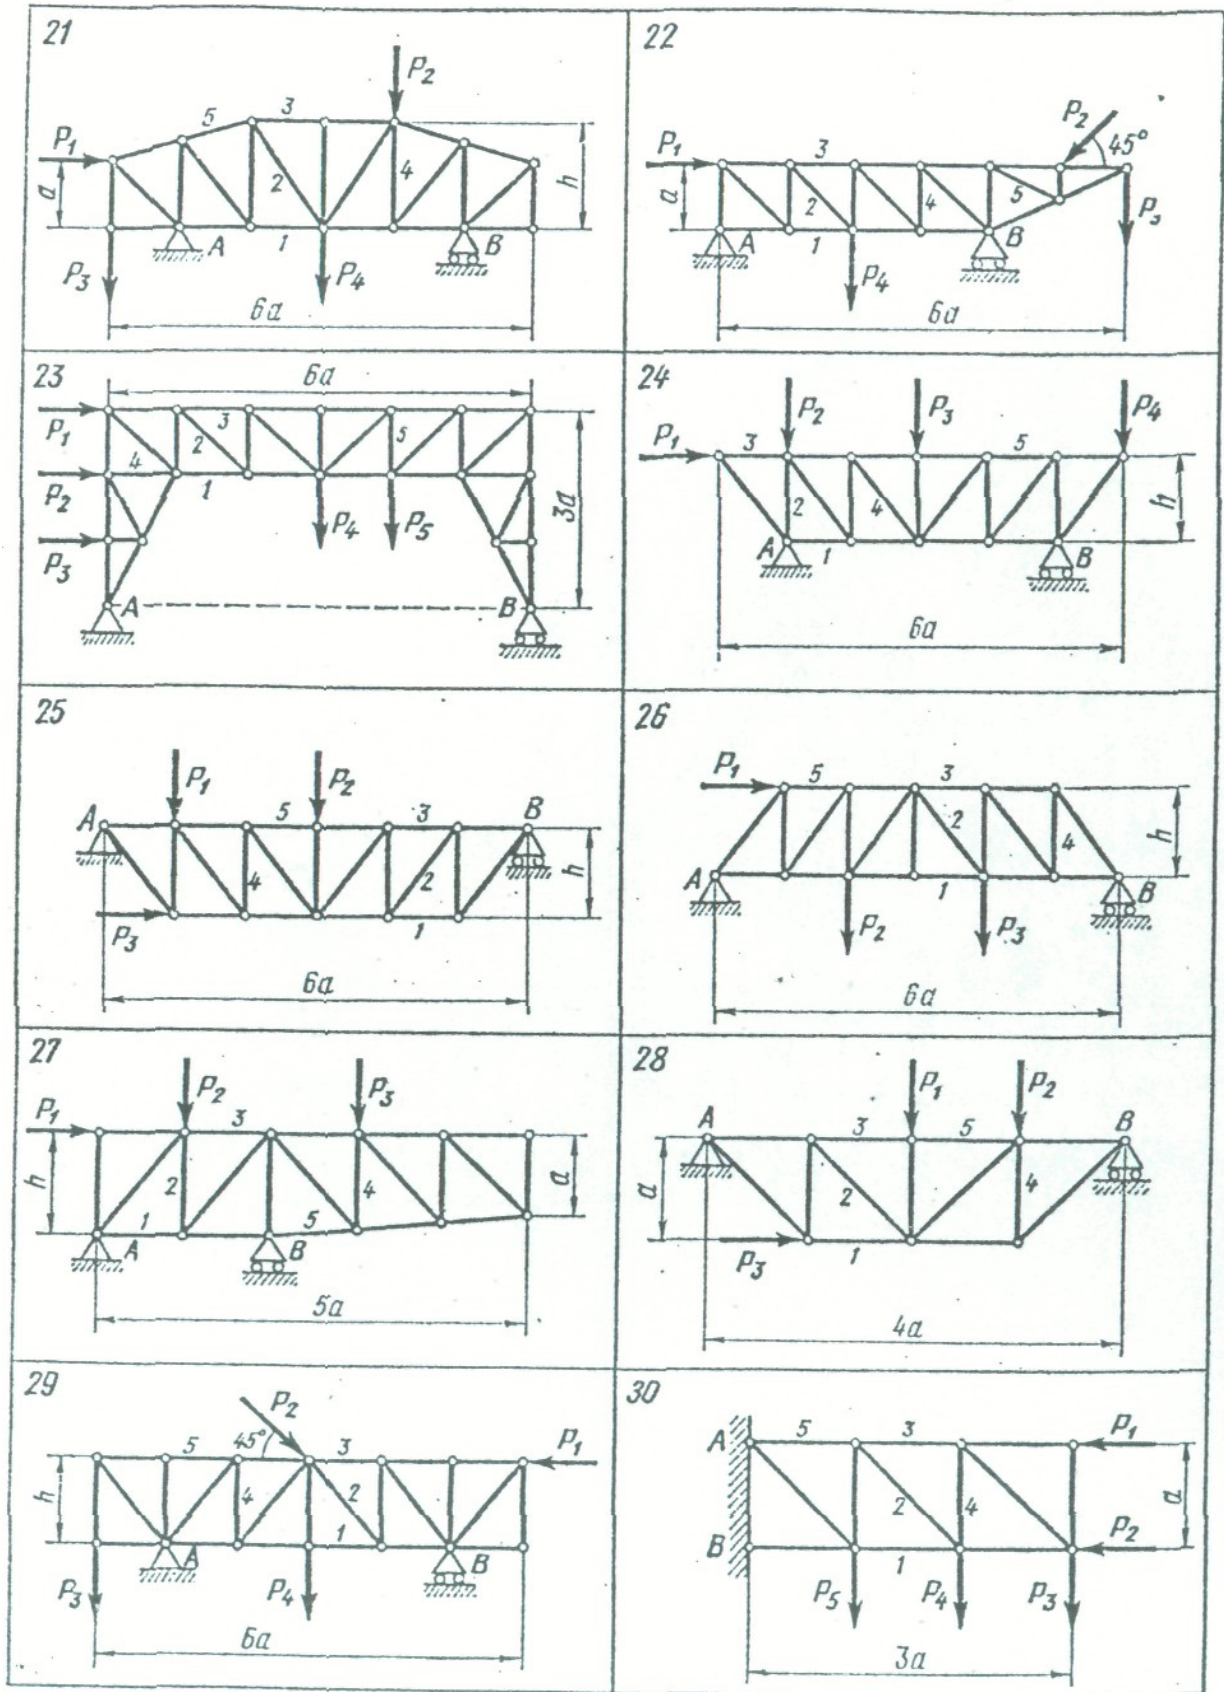 21
P₂
5 3
P₁
a 2 4 h
A 1 B
P₃ P₄
6a
22
P₂
45°
P₁ 3
a 2 4 5
A 1 B
P₄
6a
23
6a
P₁ 3
2 5
4
P₂ 1
P₄ P₅ 3a
P₃
A B
24
P₂ P₃ P₄
P₁ 3 5
2 4 h
A 1 B
6a
25
P₁ P₂
A 5 3 B
4 2 h
P₃ 1
6a
26
P₁ 5 3
2 4 h
A 1 B
P₂ P₃
6a
27
P₂ P₃
P₁ 3
h 2 4 a
1 5
A B
5a
28
P₁ P₂
A 3 5 B
a 2 4
P₃ 1
4a
29
P₂
5 45° 3 P₁
h 4 2
A 1 B
P₃ P₄
6a
30
A 5 3 P₁
2 4 a
B 1 P₂
P₅ P₄ P₃
3a